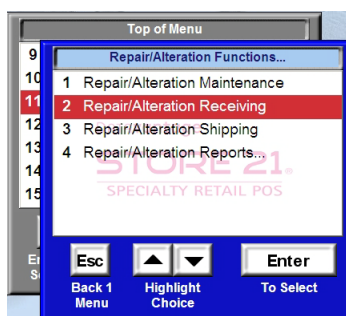 Top of Menu
9
10
11
12
13
14
15
Repair/Alteration Functions...
1 Repair/Alteration Maintenance
2 Repair/Alteration Receiving
3 Repair/Alteration Shipping
4 Repair/Alteration Reports...
STORE 21
SPECIALTY RETAIL POS
Esc
Enter
Back 1
Menu
Highlight
Choice
To Select